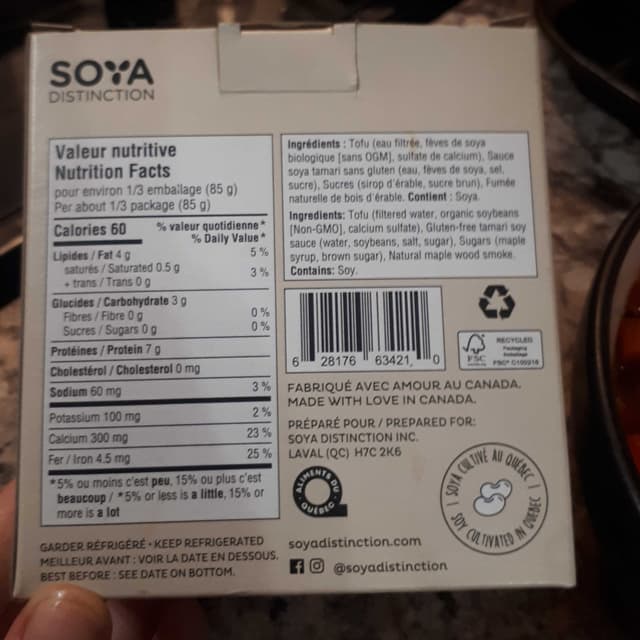 SOYA
DISTINCTION
Valeur nutritive
Nutrition Facts
pour environ 1/3 emballage (85 g)
Per about 1/3 package (85 g)
Calories 60
% valeur quotidienne*
% Daily Value*
Lipides / Fat 4 g 5 %
saturés / Saturated 0.5 g 3 %
+ trans / Trans 0 g
Glucides / Carbohydrate 3 g
Fibres / Fibre 0 g 0 %
Sucres / Sugars 0 g 0 %
Protéines / Protein 7 g
Cholestérol / Cholesterol 0 mg
Sodium 60 mg 3 %
Potassium 100 mg 2 %
Calcium 300 mg 23 %
Fer / Iron 4.5 mg 25 %
*5% ou moins c'est peu, 15% ou plus c'est
beaucoup / *5% or less is a little, 15% or
more is a lot
GARDER RÉFRIGÉRÉ • KEEP REFRIGERATED
MEILLEUR AVANT : VOIR LA DATE EN DESSOUS.
BEST BEFORE : SEE DATE ON BOTTOM.
Ingrédients : Tofu (eau filtrée, fèves de soya
biologique [sans OGM], sulfate de calcium), Sauce
soya tamari sans gluten (eau, fèves de soya, sel,
sucre), Sucres (sirop d'érable, sucre brun), Fumée
naturelle de bois d'érable. Contient : Soya.
Ingredients: Tofu (filtered water, organic soybeans
[Non-GMO], calcium sulfate), Gluten-free tamari soy
sauce (water, soybeans, salt, sugar), Sugars (maple
syrup, brown sugar), Natural maple wood smoke.
Contains: Soy.
6 28176 63421 0
FSC
RECYCLED
Packaging
Emballage
FSC® C100216
FABRIQUÉ AVEC AMOUR AU CANADA.
MADE WITH LOVE IN CANADA.
PRÉPARÉ POUR / PREPARED FOR:
SOYA DISTINCTION INC.
LAVAL (QC) H7C 2K6
ALIMENTS DU
QUÉBEC
SOYA CULTIVÉ AU QUÉBEC
SOY CULTIVATED IN QUEBEC
soyadistinction.com
@soyadistinction